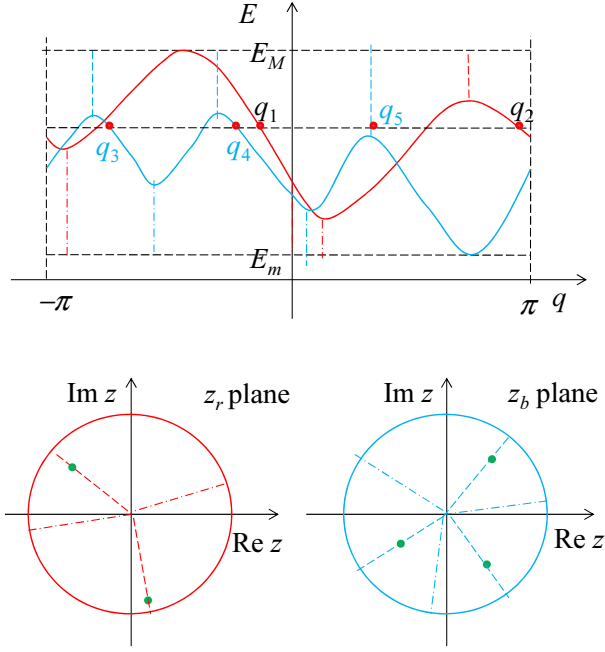 E
E_M
q_1
q_5
q_2
q_3
q_4
E_m
−π
π
q
Im z
z_r plane
Im z
z_b plane
Re z
Re z